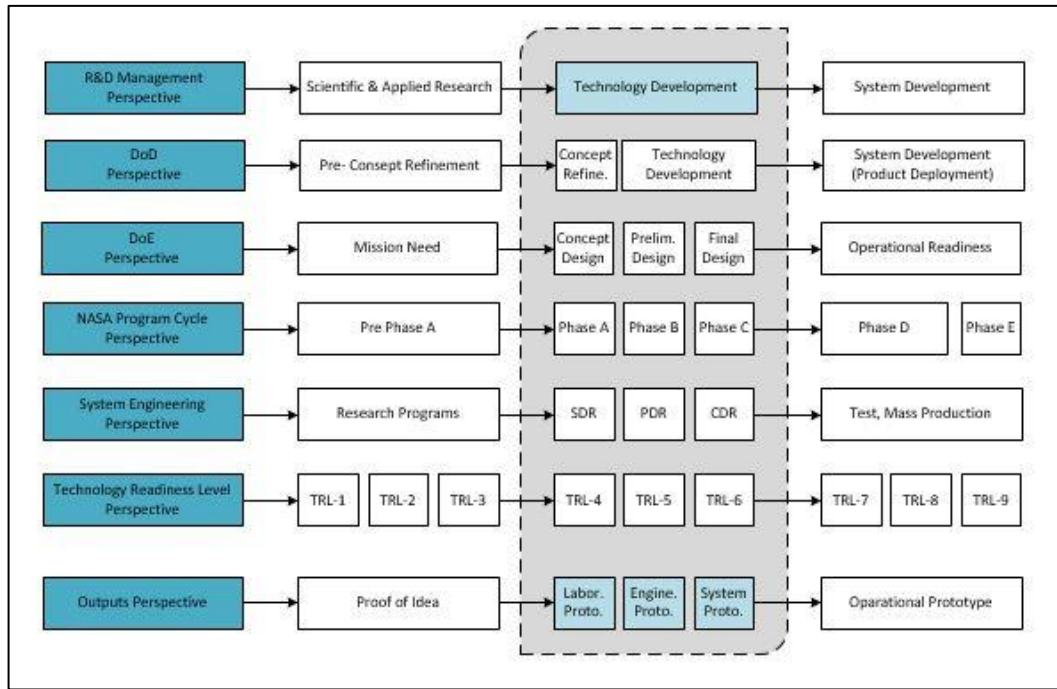 R&D Management
Perspective
Scientific & Applied Research
Technology Development
System Development
DoD
Perspective
Pre- Consept Refinement
Concept
Refine.
Technology
Development
System Development
(Product Deployment)
DoE
Perspective
Mission Need
Concept
Design
Prelim.
Design
Final
Design
Operational Readiness
NASA Program Cycle
Perspective
Pre Phase A
Phase A
Phase B
Phase C
Phase D
Phase E
System Engineering
Perspective
Research Programs
SDR
PDR
CDR
Test, Mass Production
Technology Readiness Level
Perspective
TRL-1
TRL-2
TRL-3
TRL-4
TRL-5
TRL-6
TRL-7
TRL-8
TRL-9
Outputs Perspective
Proof of Idea
Labor.
Proto.
Engine.
Proto.
System
Proto.
Oparational Prototype